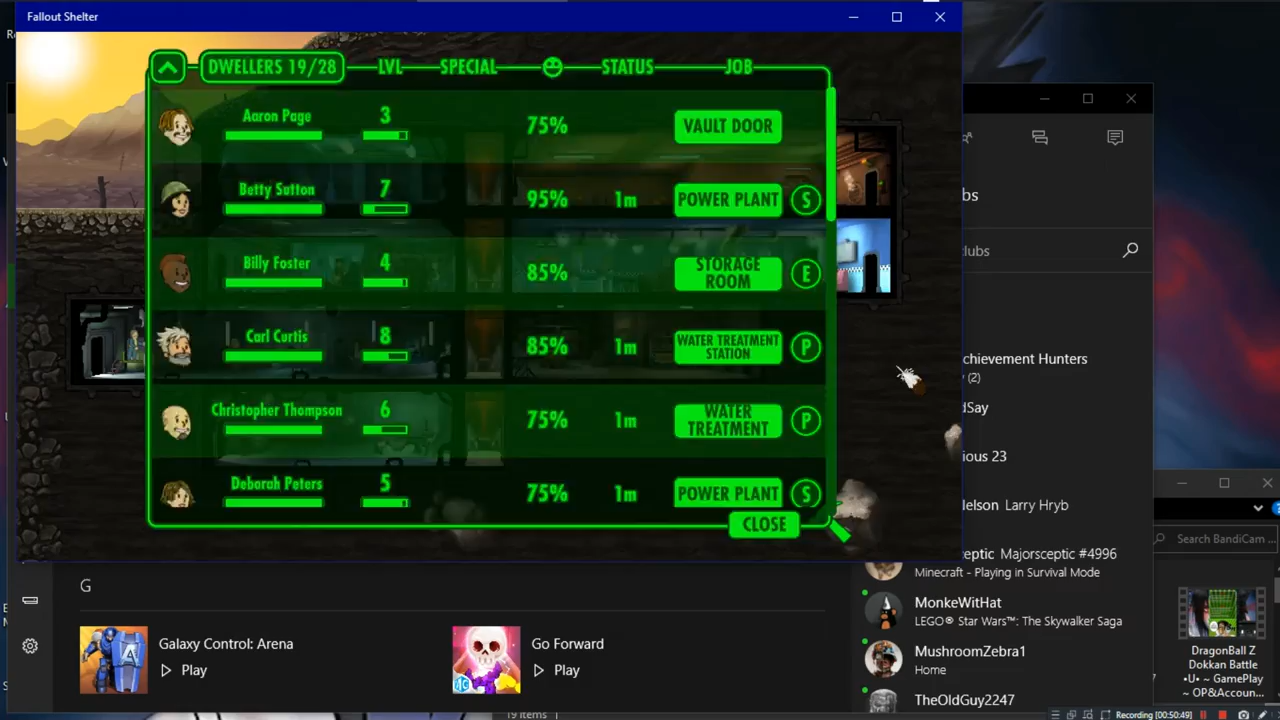 Fallout Shelter
DWELLERS 19/28 LVL SPECIAL STATUS JOB
Aaron Page 3 75% VAULT DOOR
Betty Sutton 7 95% 1m POWER PLANT S
Billy Foster 4 85% STORAGE ROOM E
Carl Curtis 8 85% 1m WATER TREATMENT STATION P
Christopher Thompson 6 75% 1m WATER TREATMENT P
Deborah Peters 5 75% 1m POWER PLANT S
CLOSE
bs
clubs
chievement Hunters
(2)
dSay
ious 23
elson Larry Hryb
eptic Majorsceptic #4996
Minecraft - Playing in Survival Mode
MonkeWitHat
LEGO® Star Wars™: The Skywalker Saga
MushroomZebra1
Home
TheOldGuy2247
G
Galaxy Control: Arena
Play
Go Forward
Play
Search BandiCam ...
DragonBall Z
Dokkan Battle
•U• ~ GamePlay
~ OP&Accoun...
19 items
Recording [00:50:49]